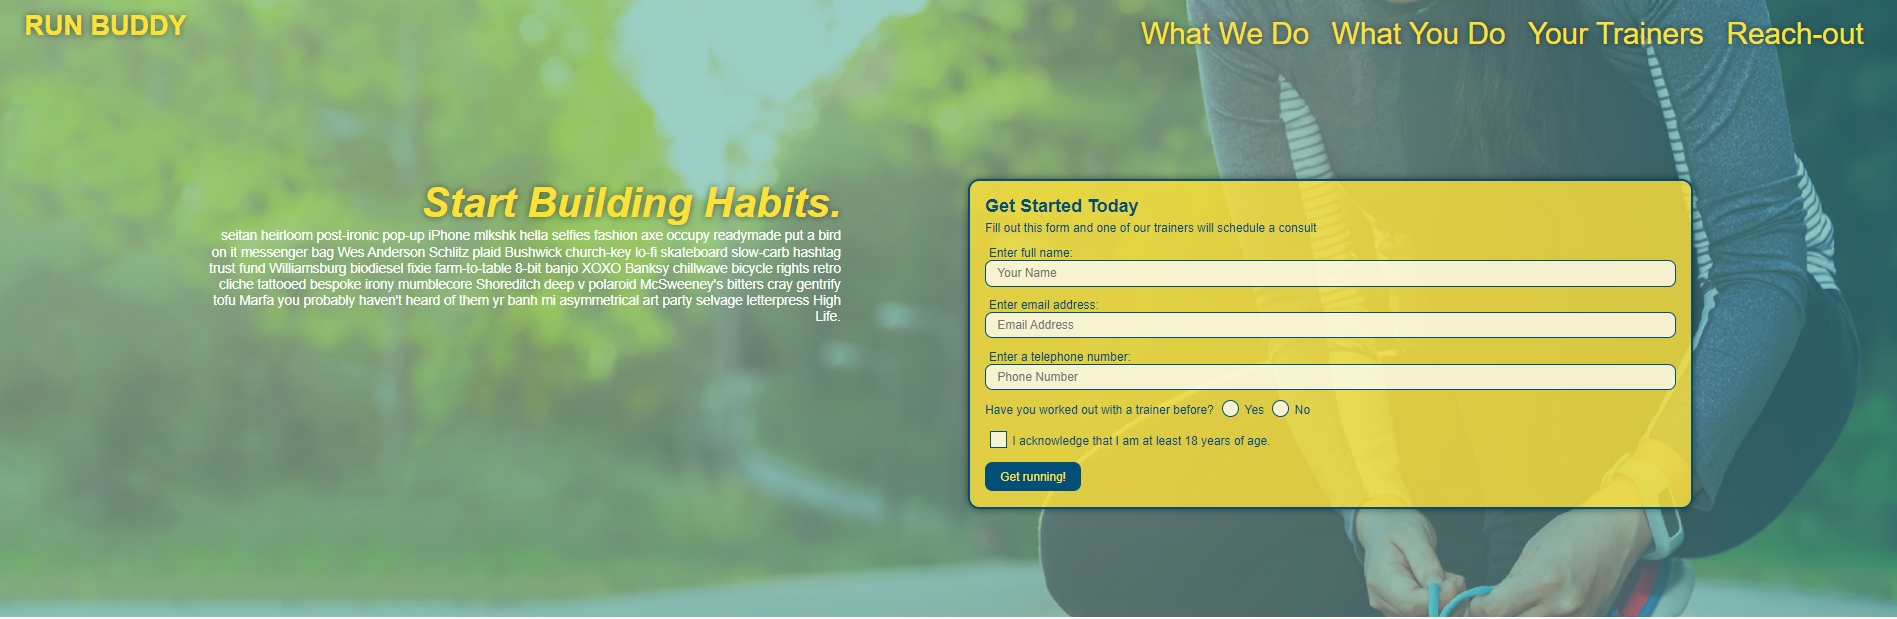 RUN BUDDY
What We Do What You Do Your Trainers Reach-out
Start Building Habits.
seitan heirloom post-ironic pop-up iPhone mlkshk hella selfies fashion axe occupy readymade put a bird
on it messenger bag Wes Anderson Schlitz plaid Bushwick church-key lo-fi skateboard slow-carb hashtag
trust fund Williamsburg biodiesel fixie farm-to-table 8-bit banjo XOXO Banksy chillwave bicycle rights retro
cliche tattooed bespoke irony mumblecore Shoreditch deep v polaroid McSweeney's bitters cray gentrify
tofu Marfa you probably haven't heard of them yr banh mi asymmetrical art party selvage letterpress High
Life.
Get Started Today
Fill out this form and one of our trainers will schedule a consult
Enter full name:
Your Name
Enter email address:
Email Address
Enter a telephone number:
Phone Number
Have you worked out with a trainer before? Yes No
I acknowledge that I am at least 18 years of age.
Get running!